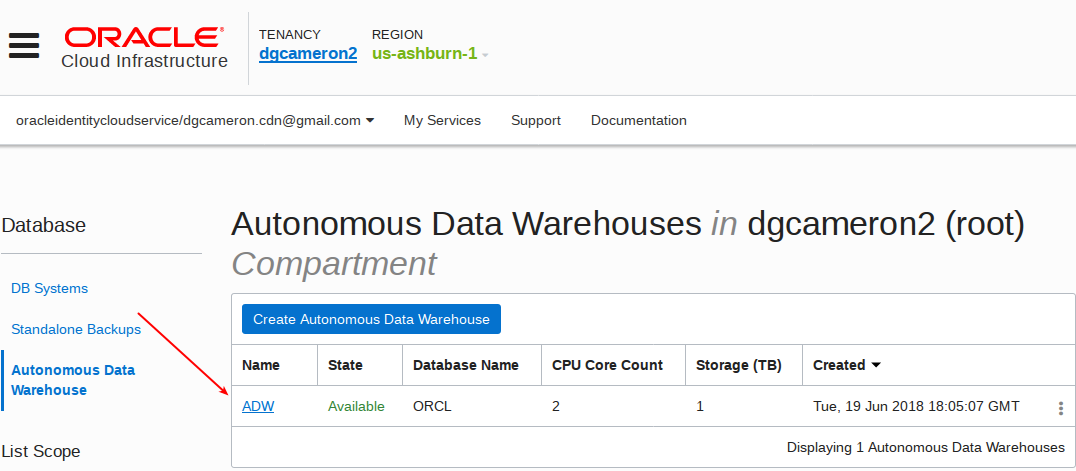 ORACLE®
Cloud Infrastructure
TENANCY
dgcameron2
REGION
us-ashburn-1
oracleidentitycloudservice/dgcameron.cdn@gmail.com
My Services
Support
Documentation
Database
DB Systems
Standalone Backups
Autonomous Data
Warehouse
List Scope
Autonomous Data Warehouses in dgcameron2 (root)
Compartment
Create Autonomous Data Warehouse
Name State Database Name CPU Core Count Storage (TB) Created
ADW Available ORCL 2 1 Tue, 19 Jun 2018 18:05:07 GMT
Displaying 1 Autonomous Data Warehouses